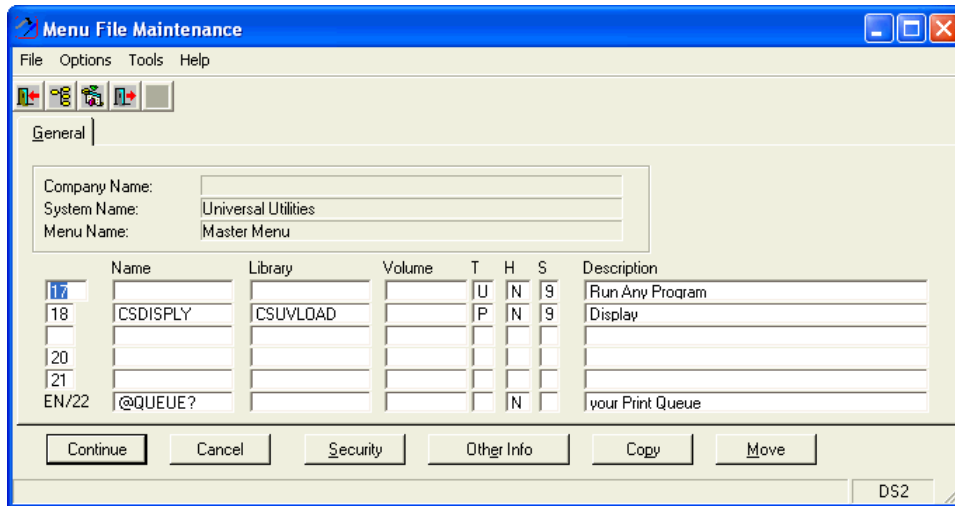 Menu File Maintenance
File Options Tools Help
General
Company Name:
System Name: Universal Utilities
Menu Name: Master Menu
Name Library Volume T H S Description
17 U N 9 Run Any Program
18 CSDISPLY CSUVLOAD P N 9 Display
20
21
EN/22 @QUEUE? N your Print Queue
Continue Cancel Security Other Info Copy Move
DS2